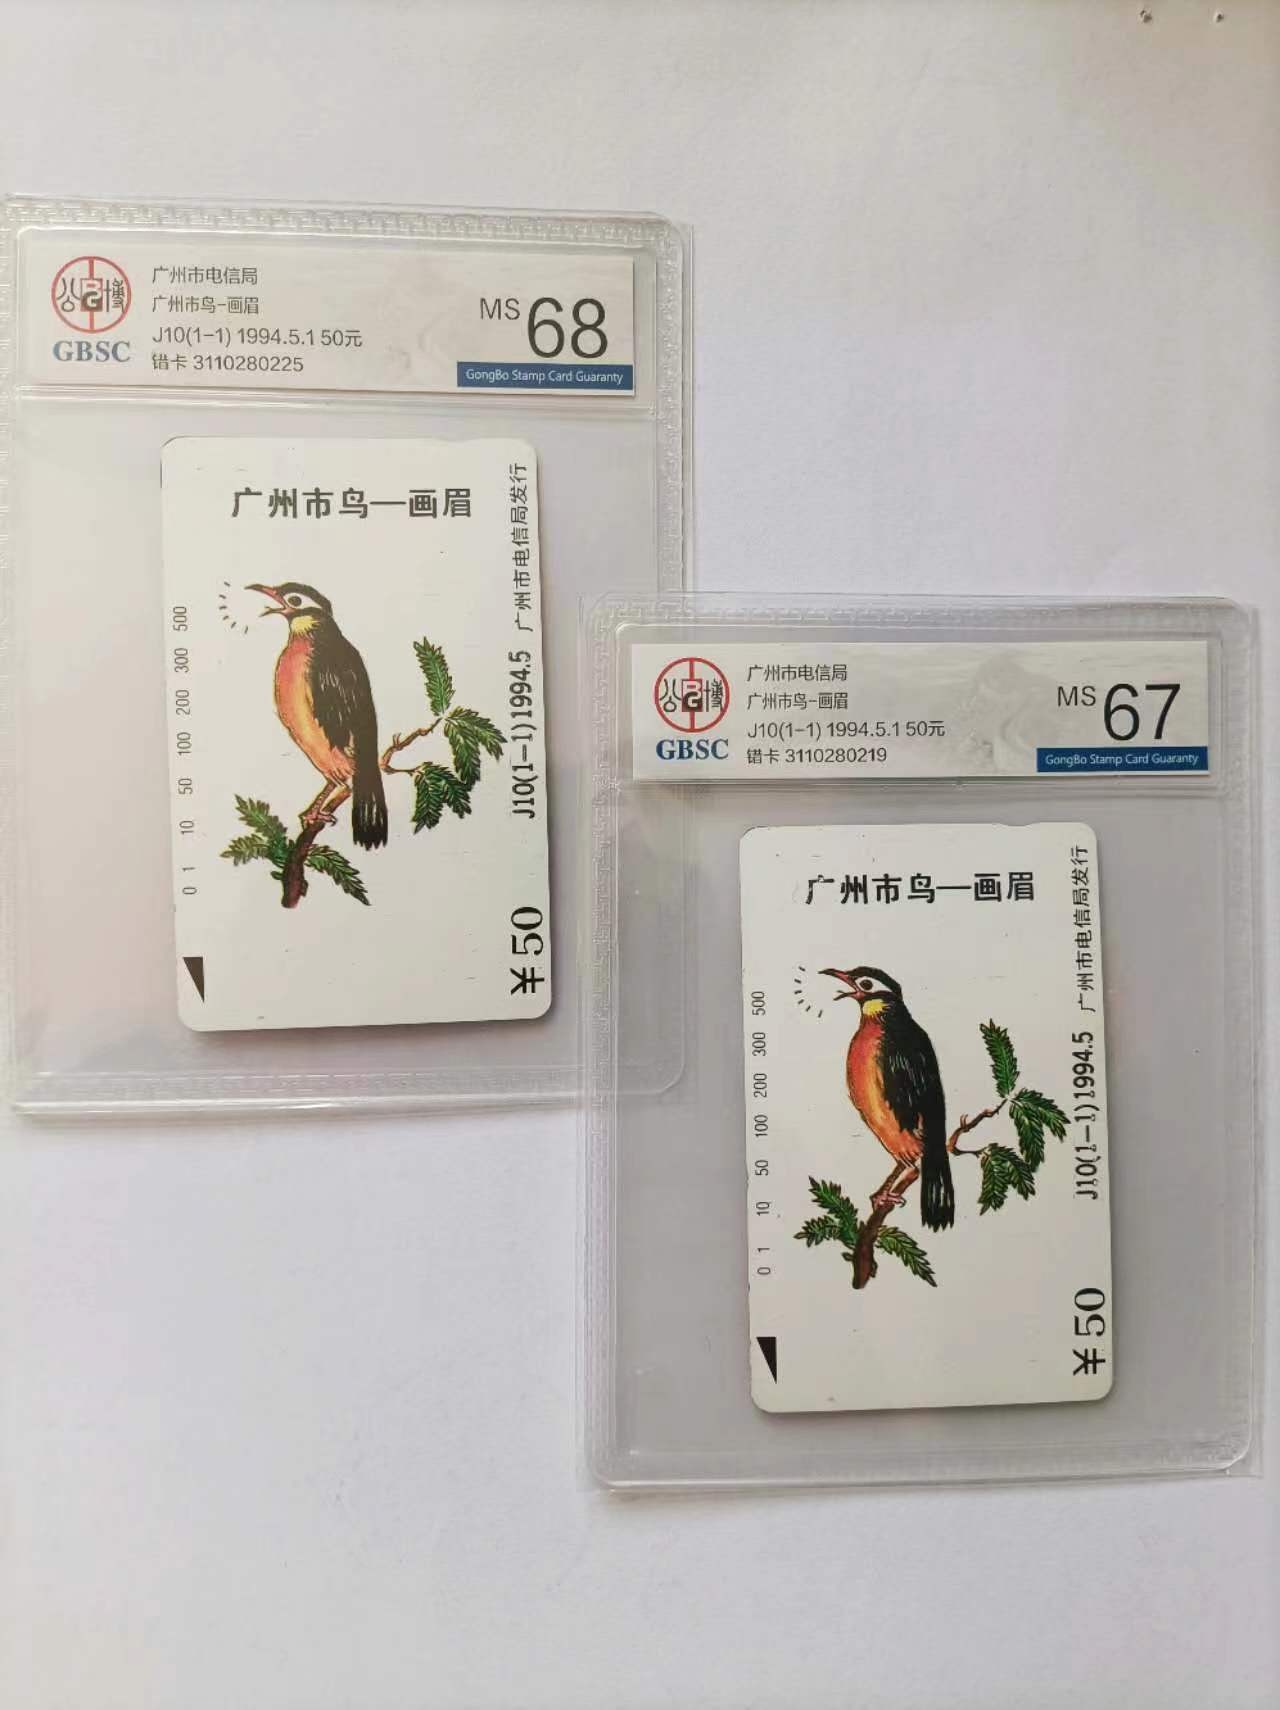 公 BG 博
GBSC
广州市电信局
广州市鸟-画眉
J10(1-1) 1994.5.1 50元
错卡 3110280225
MS 68
GongBo Stamp Card Guaranty
广州市鸟—画眉
500
300
200
100
50
10
1
0
J10(1-1)1994.5 广州市电信局发行
¥50
公 BG 博
GBSC
广州市电信局
广州市鸟-画眉
J10(1-1) 1994.5.1 50元
错卡 3110280219
MS 67
GongBo Stamp Card Guaranty
广州市鸟—画眉
500
300
200
100
50
10
1
0
J10(1-1)1994.5 广州市电信局发行
¥50